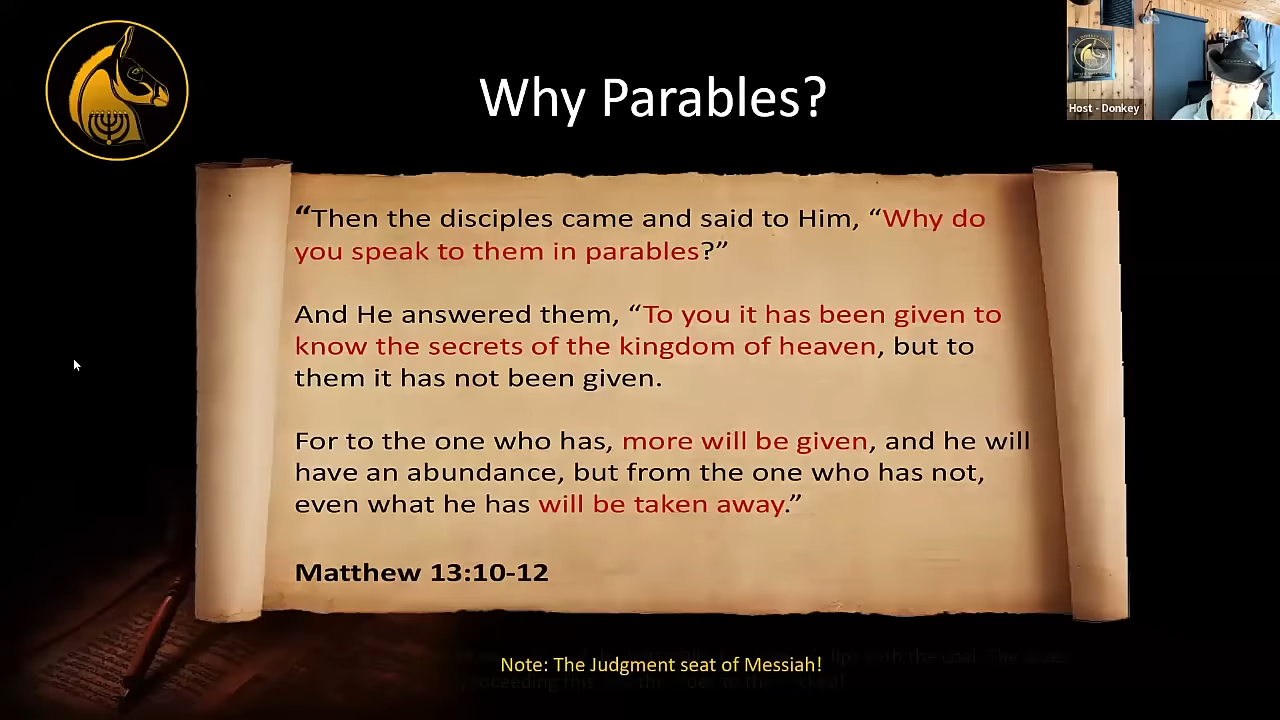 Why Parables?
Host - Donkey
“Then the disciples came and said to Him, “Why do
you speak to them in parables?”
And He answered them, “To you it has been given to
know the secrets of the kingdom of heaven, but to
them it has not been given.
For to the one who has, more will be given, and he will
have an abundance, but from the one who has not,
even what he has will be taken away.”
Matthew 13:10-12
Note: The Judgment seat of Messiah!